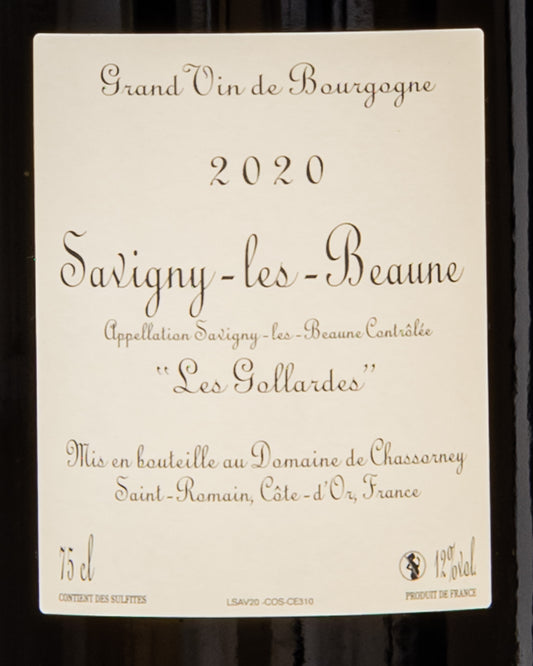 Grand Vin de Bourgogne
2020
Savigny-les-Beaune
Appellation Savigny-les-Beaune Contrôlée
"Les Gollardes"
Mis en bouteille au Domaine de Chassorney
Saint-Romain, Côte-d'Or, France
75 cl
12%vol
CONTIENT DES SULFITES
LSAV20 -COS-CE310
PRODUIT DE FRANCE